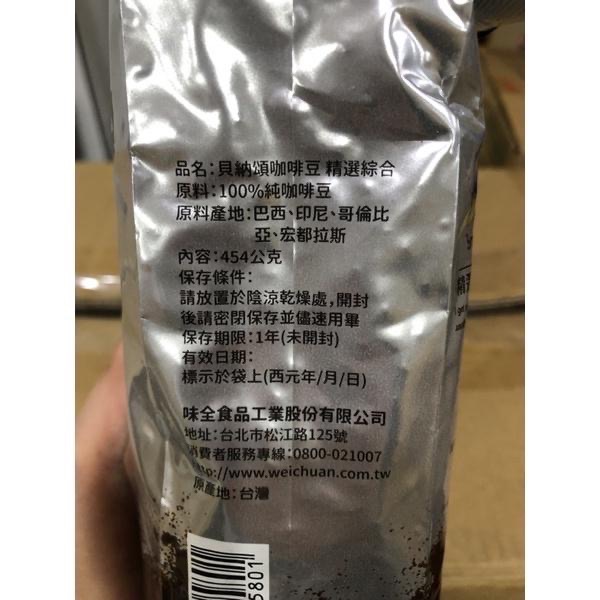 品名：貝納頌咖啡豆 精選綜合
原料：100%純咖啡豆
原料產地：巴西、印尼、哥倫比
亞、宏都拉斯
內容：454公克
保存條件：
請放置於陰涼乾燥處，開封
後請密閉保存並儘速用畢
保存期限：1年(未開封)
有效日期：
標示於袋上(西元年/月/日)
味全食品工業股份有限公司
地址：台北市松江路125號
消費者服務專線：0800-021007
http://www.weichuan.com.tw
原產地：台灣
5801
精選